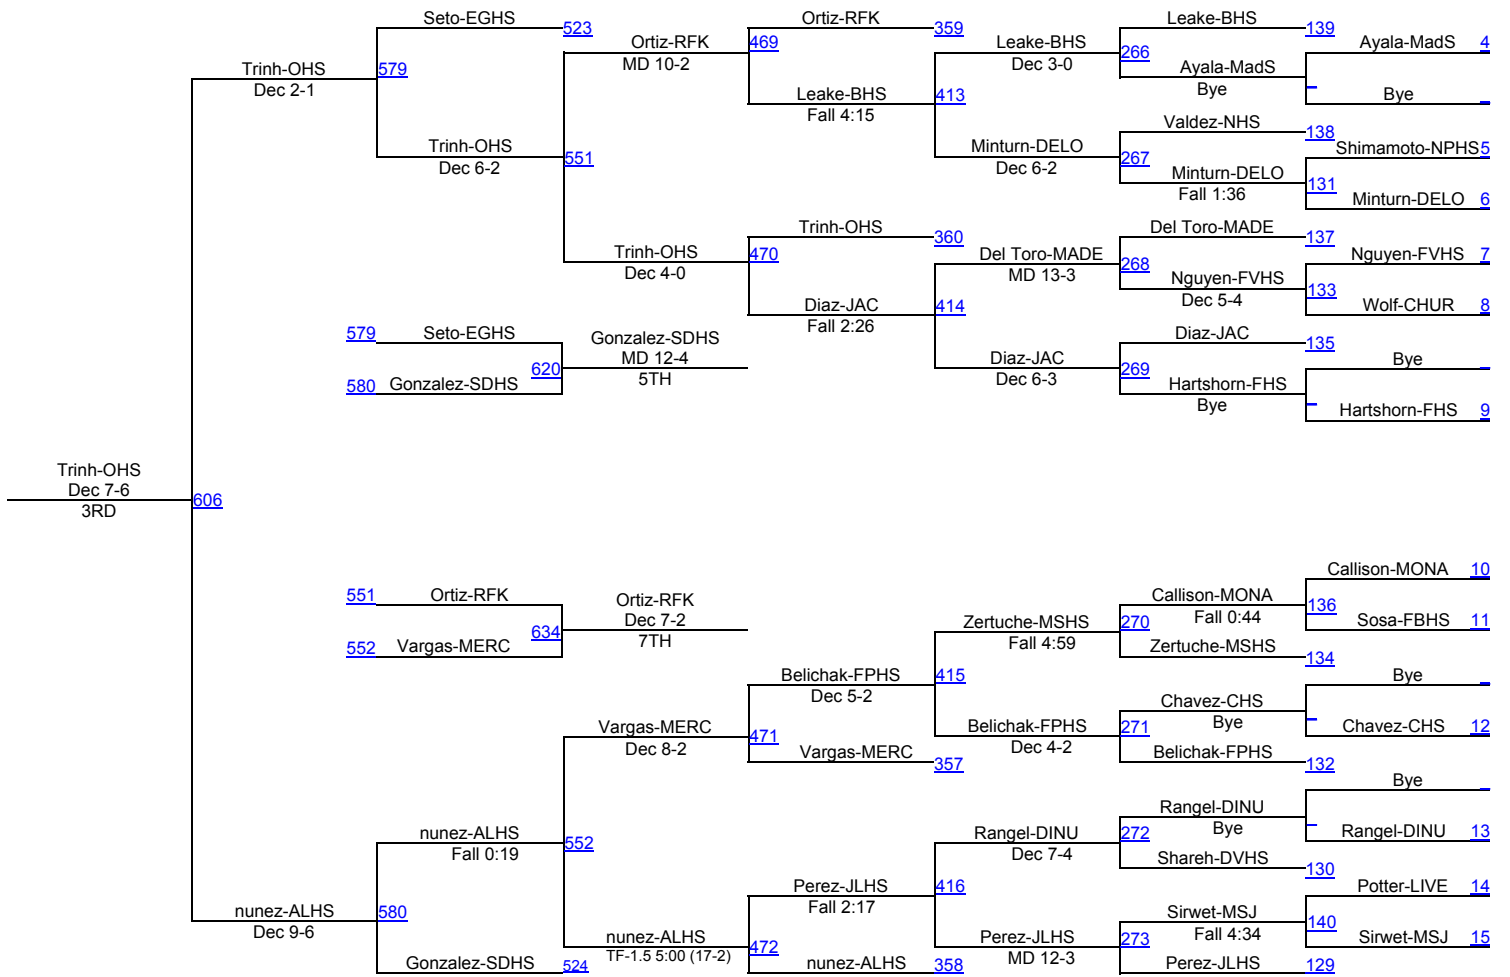 Seto-EGHS
523
Ortiz-RFK
359
Leake-BHS
139
Ortiz-RFK
MD 10-2
469
Leake-BHS
Dec 3-0
266
Ayala-MadS 4
Trinh-OHS
Dec 2-1
579
Ayala-MadS
Bye
Leake-BHS
Fall 4:15
413
Bye
Valdez-NHS
138
Trinh-OHS
Dec 6-2
551
Minturn-DELO
Dec 6-2
267
Shimamoto-NPHS 5
Minturn-DELO
Fall 1:36
131
Minturn-DELO 6
Trinh-OHS
360
Del Toro-MADE
137
Trinh-OHS
Dec 4-0
470
Del Toro-MADE
MD 13-3
268
Nguyen-FVHS 7
Nguyen-FVHS
Dec 5-4
133
Diaz-JAC
Fall 2:26
414
Wolf-CHUR 8
579 Seto-EGHS
Gonzalez-SDHS
MD 12-4
5TH
620
580 Gonzalez-SDHS
Diaz-JAC
135
Diaz-JAC
Dec 6-3
269
Bye
Hartshorn-FHS
Bye
Hartshorn-FHS 9
Trinh-OHS
Dec 7-6
3RD
606
Callison-MONA 10
551 Ortiz-RFK
Ortiz-RFK
Dec 7-2
7TH
634
552 Vargas-MERC
Callison-MONA
Fall 0:44
136
Sosa-FBHS 11
Zertuche-MSHS
Fall 4:59
270
Zertuche-MSHS
134
Belichak-FPHS
Dec 5-2
415
Bye
Chavez-CHS
Bye
Vargas-MERC
Dec 8-2
471
Belichak-FPHS
Dec 4-2
271
Chavez-CHS 12
Vargas-MERC
357
Belichak-FPHS
132
Bye
Rangel-DINU
Bye
nunez-ALHS
Fall 0:19
552
Rangel-DINU
Dec 7-4
272
Rangel-DINU 13
Shareh-DVHS
130
Perez-JLHS
Fall 2:17
416
Potter-LIVE 14
nunez-ALHS
Dec 9-6
580
Sirwet-MSJ
Fall 4:34
140
nunez-ALHS
TF-1.5 5:00 (17-2)
472
Perez-JLHS
MD 12-3
273
Sirwet-MSJ 15
Gonzalez-SDHS
524
nunez-ALHS
358
Perez-JLHS
129